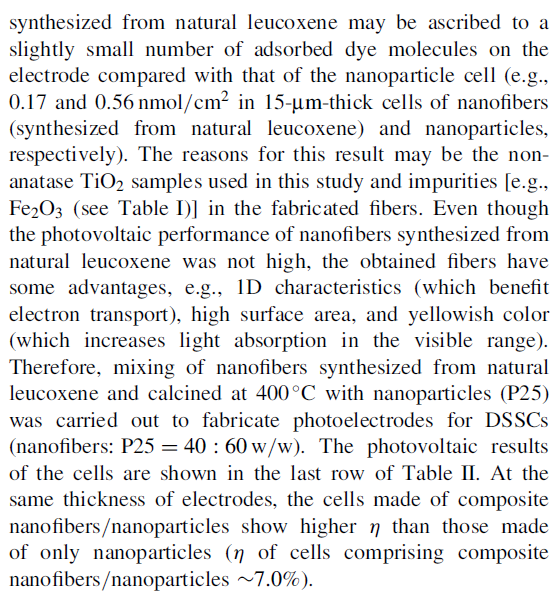 synthesized from natural leucoxene may be ascribed to a
slightly small number of adsorbed dye molecules on the
electrode compared with that of the nanoparticle cell (e.g.,
0.17 and 0.56 nmol/cm² in 15-μm-thick cells of nanofibers
(synthesized from natural leucoxene) and nanoparticles,
respectively). The reasons for this result may be the non-
anatase TiO₂ samples used in this study and impurities [e.g.,
Fe₂O₃ (see Table I)] in the fabricated fibers. Even though
the photovoltaic performance of nanofibers synthesized from
natural leucoxene was not high, the obtained fibers have
some advantages, e.g., 1D characteristics (which benefit
electron transport), high surface area, and yellowish color
(which increases light absorption in the visible range).
Therefore, mixing of nanofibers synthesized from natural
leucoxene and calcined at 400 °C with nanoparticles (P25)
was carried out to fabricate photoelectrodes for DSSCs
(nanofibers: P25 = 40 : 60 w/w). The photovoltaic results
of the cells are shown in the last row of Table II. At the
same thickness of electrodes, the cells made of composite
nanofibers/nanoparticles show higher η than those made
of only nanoparticles (η of cells comprising composite
nanofibers/nanoparticles ~7.0%).